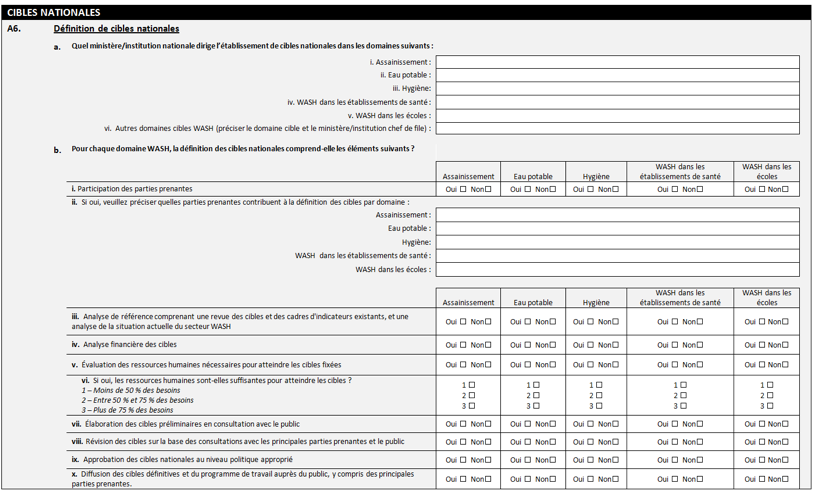 CIBLES NATIONALES
A6. Définition de cibles nationales
a. Quel ministère/institution nationale dirige l'établissement de cibles nationales dans les domaines suivants :
i. Assainissement :
ii. Eau potable :
iii. Hygiène:
iv. WASH dans les établissements de santé :
v. WASH dans les écoles :
vi. Autres domaines cibles WASH (préciser le domaine cible et le ministère/institution chef de file) :
b. Pour chaque domaine WASH, la définition des cibles nationales comprend-elle les éléments suivants ?
WASH dans les WASH dans les
Assainissement Eau potable Hygiène établissements de santé écoles
i. Participation des parties prenantes Oui ☐ Non☐ Oui ☐ Non☐ Oui ☐ Non☐ Oui ☐ Non☐ Oui ☐ Non☐
ii. Si oui, veuillez préciser quelles parties prenantes contribuent à la définition des cibles par domaine :
Assainissement :
Eau potable :
Hygiène:
WASH dans les établissements de santé :
WASH dans les écoles :
WASH dans les WASH dans les
Assainissement Eau potable Hygiène établissements de santé écoles
iii. Analyse de référence comprenant une revue des cibles et des cadres d'indicateurs existants, et une
analyse de la situation actuelle du secteur WASH Oui ☐ Non☐ Oui ☐ Non☐ Oui ☐ Non☐ Oui ☐ Non☐ Oui ☐ Non☐
iv. Analyse financière des cibles Oui ☐ Non☐ Oui ☐ Non☐ Oui ☐ Non☐ Oui ☐ Non☐ Oui ☐ Non☐
v. Évaluation des ressources humaines nécessaires pour atteindre les cibles fixées Oui ☐ Non☐ Oui ☐ Non☐ Oui ☐ Non☐ Oui ☐ Non☐ Oui ☐ Non☐
vi. Si oui, les ressources humaines sont-elles suffisantes pour atteindre les cibles ?
1 – Moins de 50 % des besoins 1 ☐ 1 ☐ 1 ☐ 1 ☐ 1 ☐
2 – Entre 50 % et 75 % des besoins 2 ☐ 2 ☐ 2 ☐ 2 ☐ 2 ☐
3 – Plus de 75 % des besoins 3 ☐ 3 ☐ 3 ☐ 3 ☐ 3 ☐
vii. Élaboration des cibles préliminaires en consultation avec le public Oui ☐ Non☐ Oui ☐ Non☐ Oui ☐ Non☐ Oui ☐ Non☐ Oui ☐ Non☐
viii. Révision des cibles sur la base des consultations avec les principales parties prenantes et le public Oui ☐ Non☐ Oui ☐ Non☐ Oui ☐ Non☐ Oui ☐ Non☐ Oui ☐ Non☐
ix. Approbation des cibles nationales au niveau politique approprié Oui ☐ Non☐ Oui ☐ Non☐ Oui ☐ Non☐ Oui ☐ Non☐ Oui ☐ Non☐
x. Diffusion des cibles définitives et du programme de travail auprès du public, y compris des principales
parties prenantes. Oui ☐ Non☐ Oui ☐ Non☐ Oui ☐ Non☐ Oui ☐ Non☐ Oui ☐ Non☐